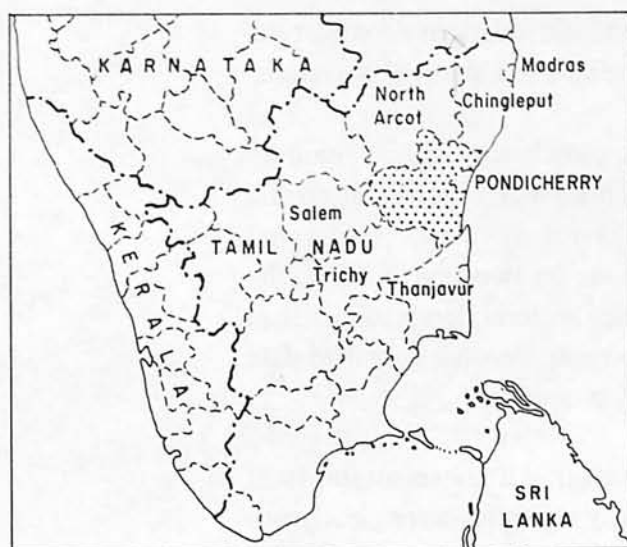 KARNATAKA
Madras
North
Arcot
Chingleput
PONDICHERRY
Salem
KERALA
TAMIL NADU
Trichy
Thanjavur
SRI
LANKA